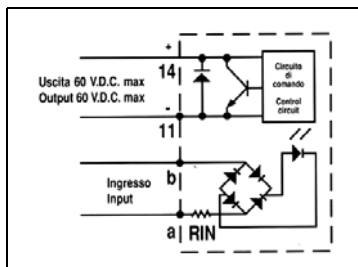 +
14
Uscita 60 V.D.C. max
Output 60 V.D.C. max
-
11
Circuito
di
comando
Control
circuit
b
Ingresso
Input
a
RIN